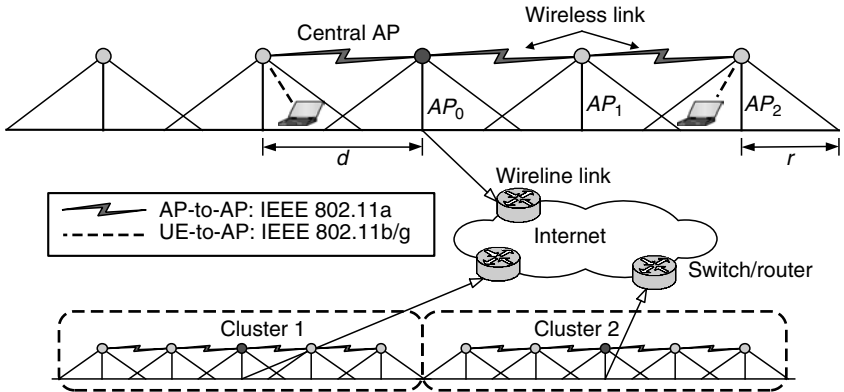 Wireless link
Central AP
AP0
AP1
AP2
d
r
Wireline link
AP-to-AP: IEEE 802.11a
UE-to-AP: IEEE 802.11b/g
Internet
Switch/router
Cluster 1
Cluster 2